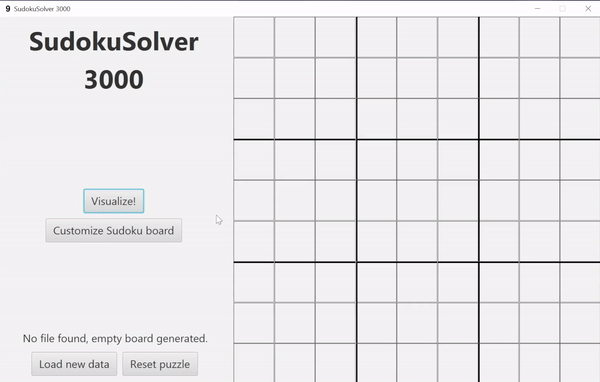 9 SudokuSolver 3000
SudokuSolver
3000
Visualize!
Customize Sudoku board
No file found, empty board generated.
Load new data
Reset puzzle